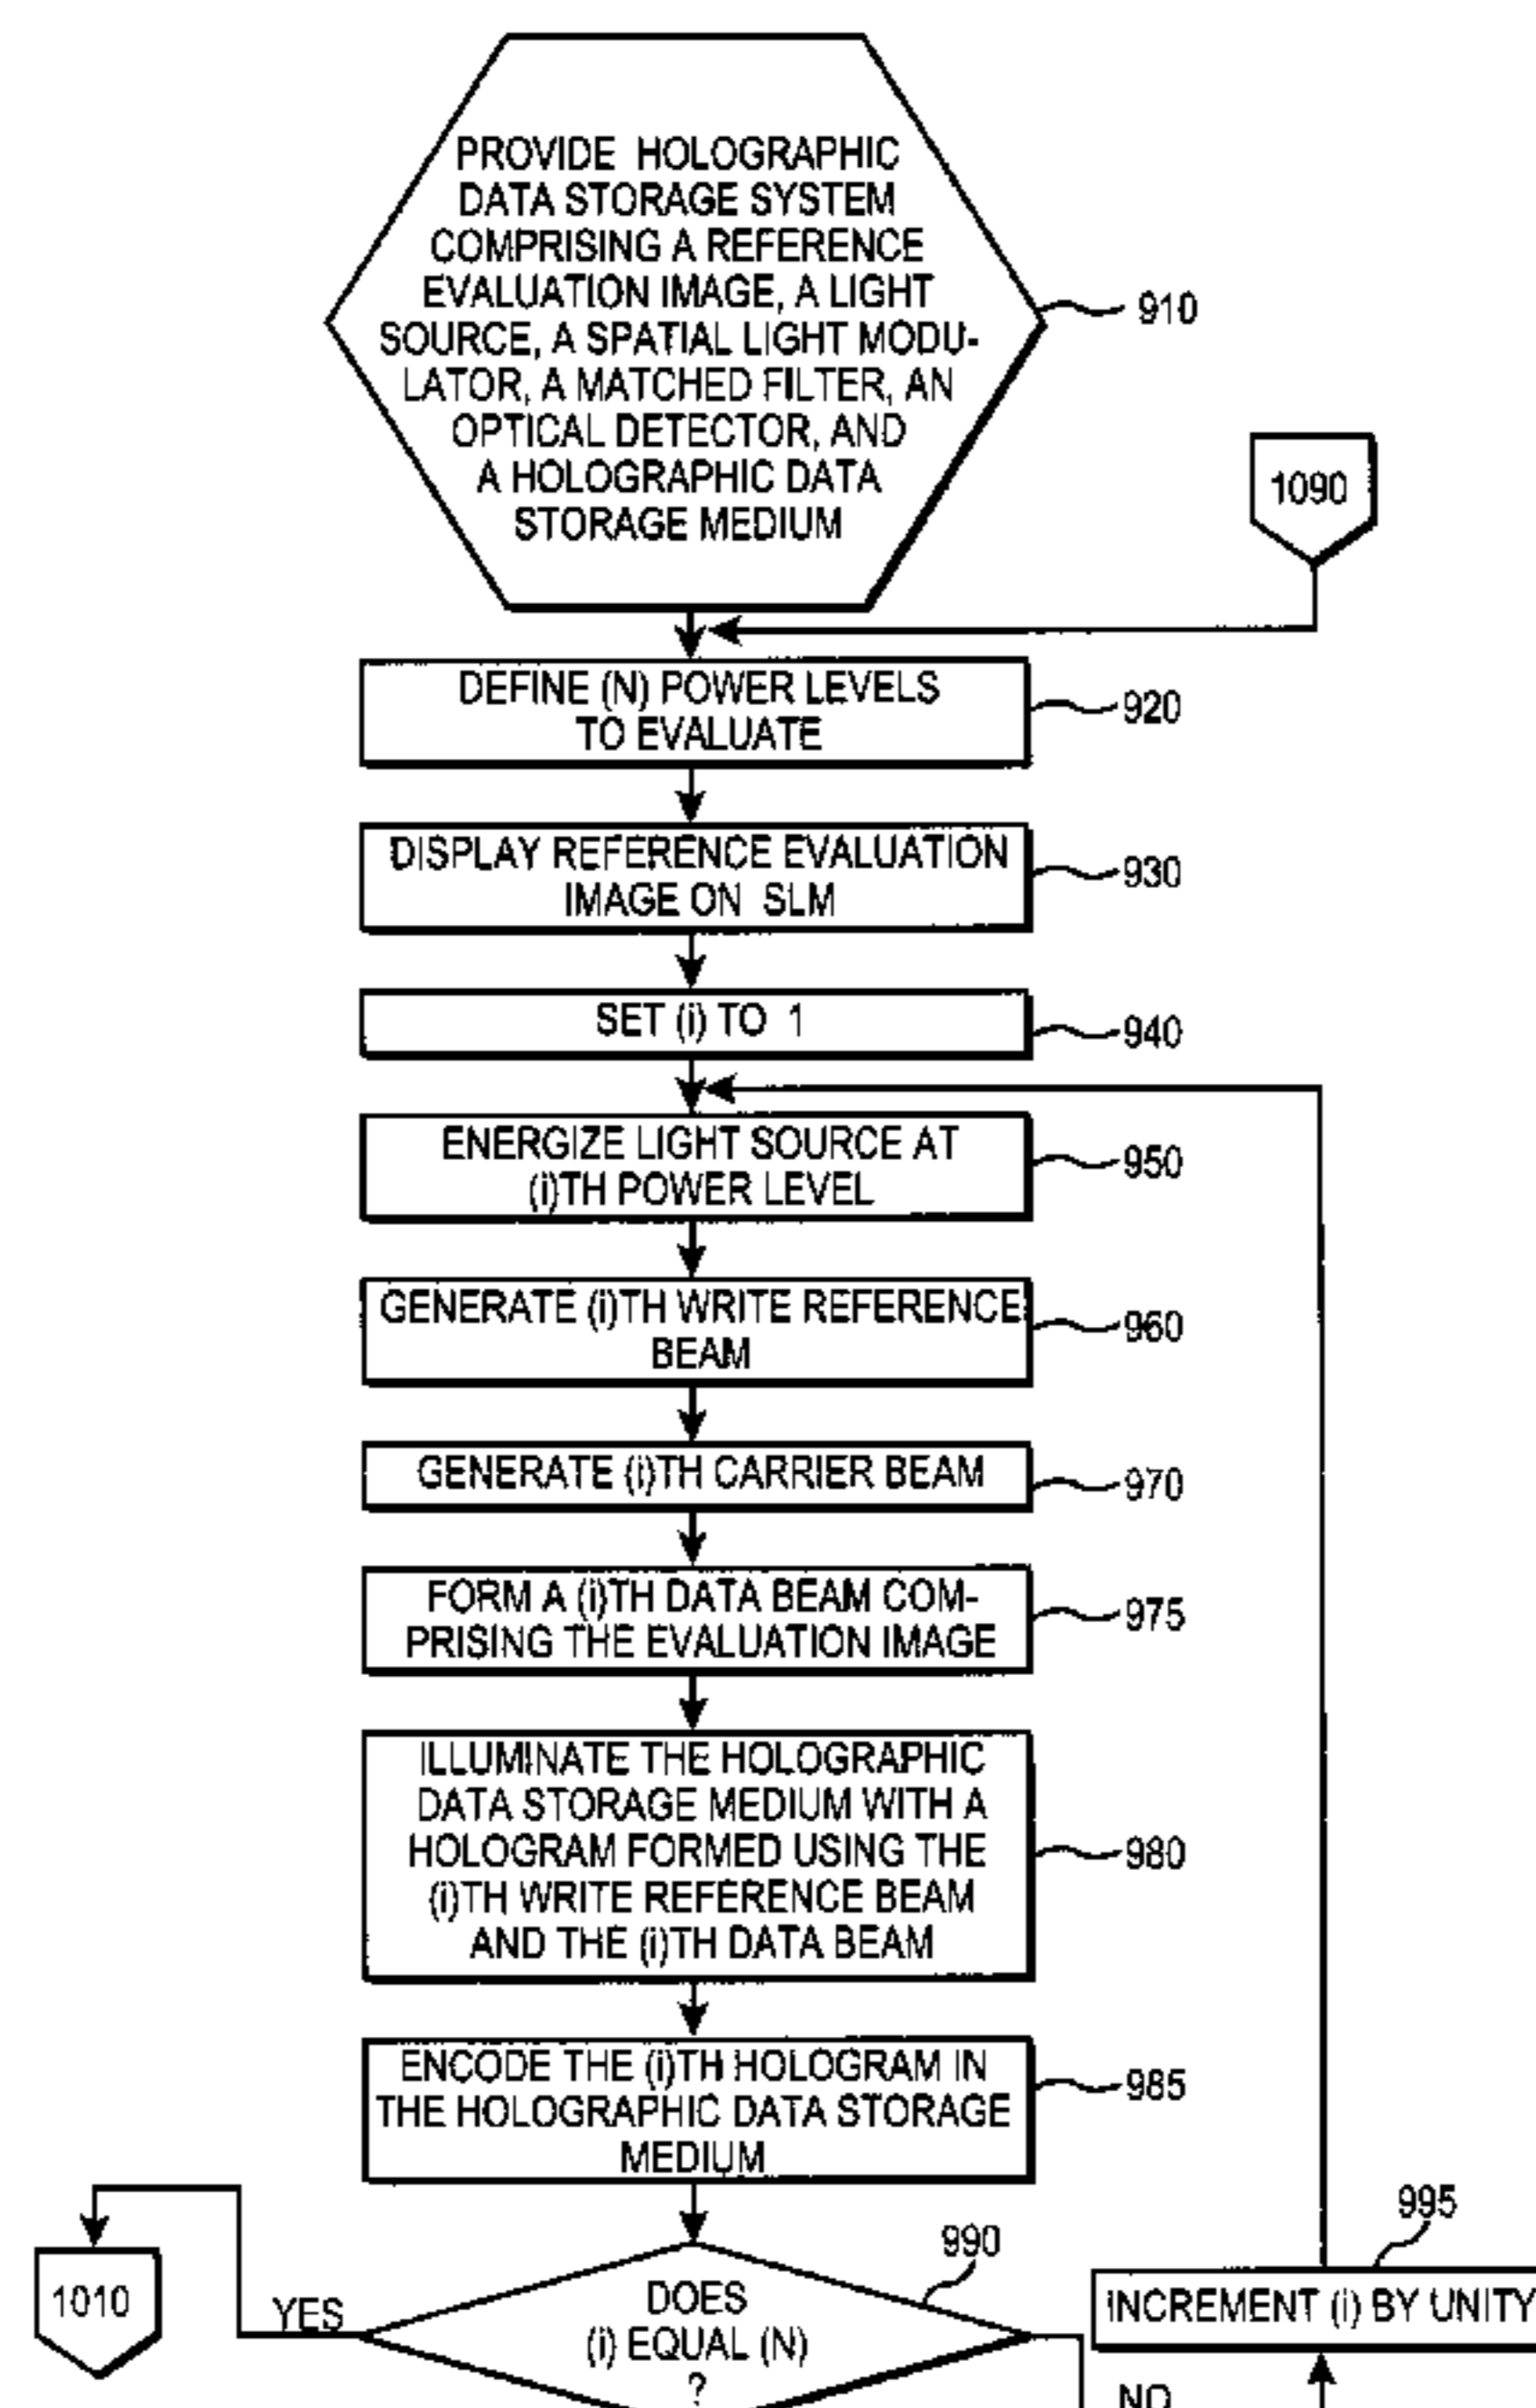 PROVIDE HOLOGRAPHIC
DATA STORAGE SYSTEM
COMPRISING A REFERENCE
EVALUATION IMAGE, A LIGHT
SOURCE, A SPATIAL LIGHT MODU-
LATOR, A MATCHED FILTER, AN
OPTICAL DETECTOR, AND
A HOLOGRAPHIC DATA
STORAGE MEDIUM
910
1090
DEFINE (N) POWER LEVELS
TO EVALUATE
920
DISPLAY REFERENCE EVALUATION
IMAGE ON SLM
930
SET (i) TO 1
940
ENERGIZE LIGHT SOURCE AT
(i)TH POWER LEVEL
950
GENERATE (i)TH WRITE REFERENCE
BEAM
960
GENERATE (i)TH CARRIER BEAM
970
FORM A (i)TH DATA BEAM COM-
PRISING THE EVALUATION IMAGE
975
ILLUMINATE THE HOLOGRAPHIC
DATA STORAGE MEDIUM WITH A
HOLOGRAM FORMED USING THE
(i)TH WRITE REFERENCE BEAM
AND THE (i)TH DATA BEAM
980
ENCODE THE (i)TH HOLOGRAM IN
THE HOLOGRAPHIC DATA STORAGE
MEDIUM
985
990
DOES
(i) EQUAL (N)
?
YES
1010
995
INCREMENT (i) BY UNITY
NO